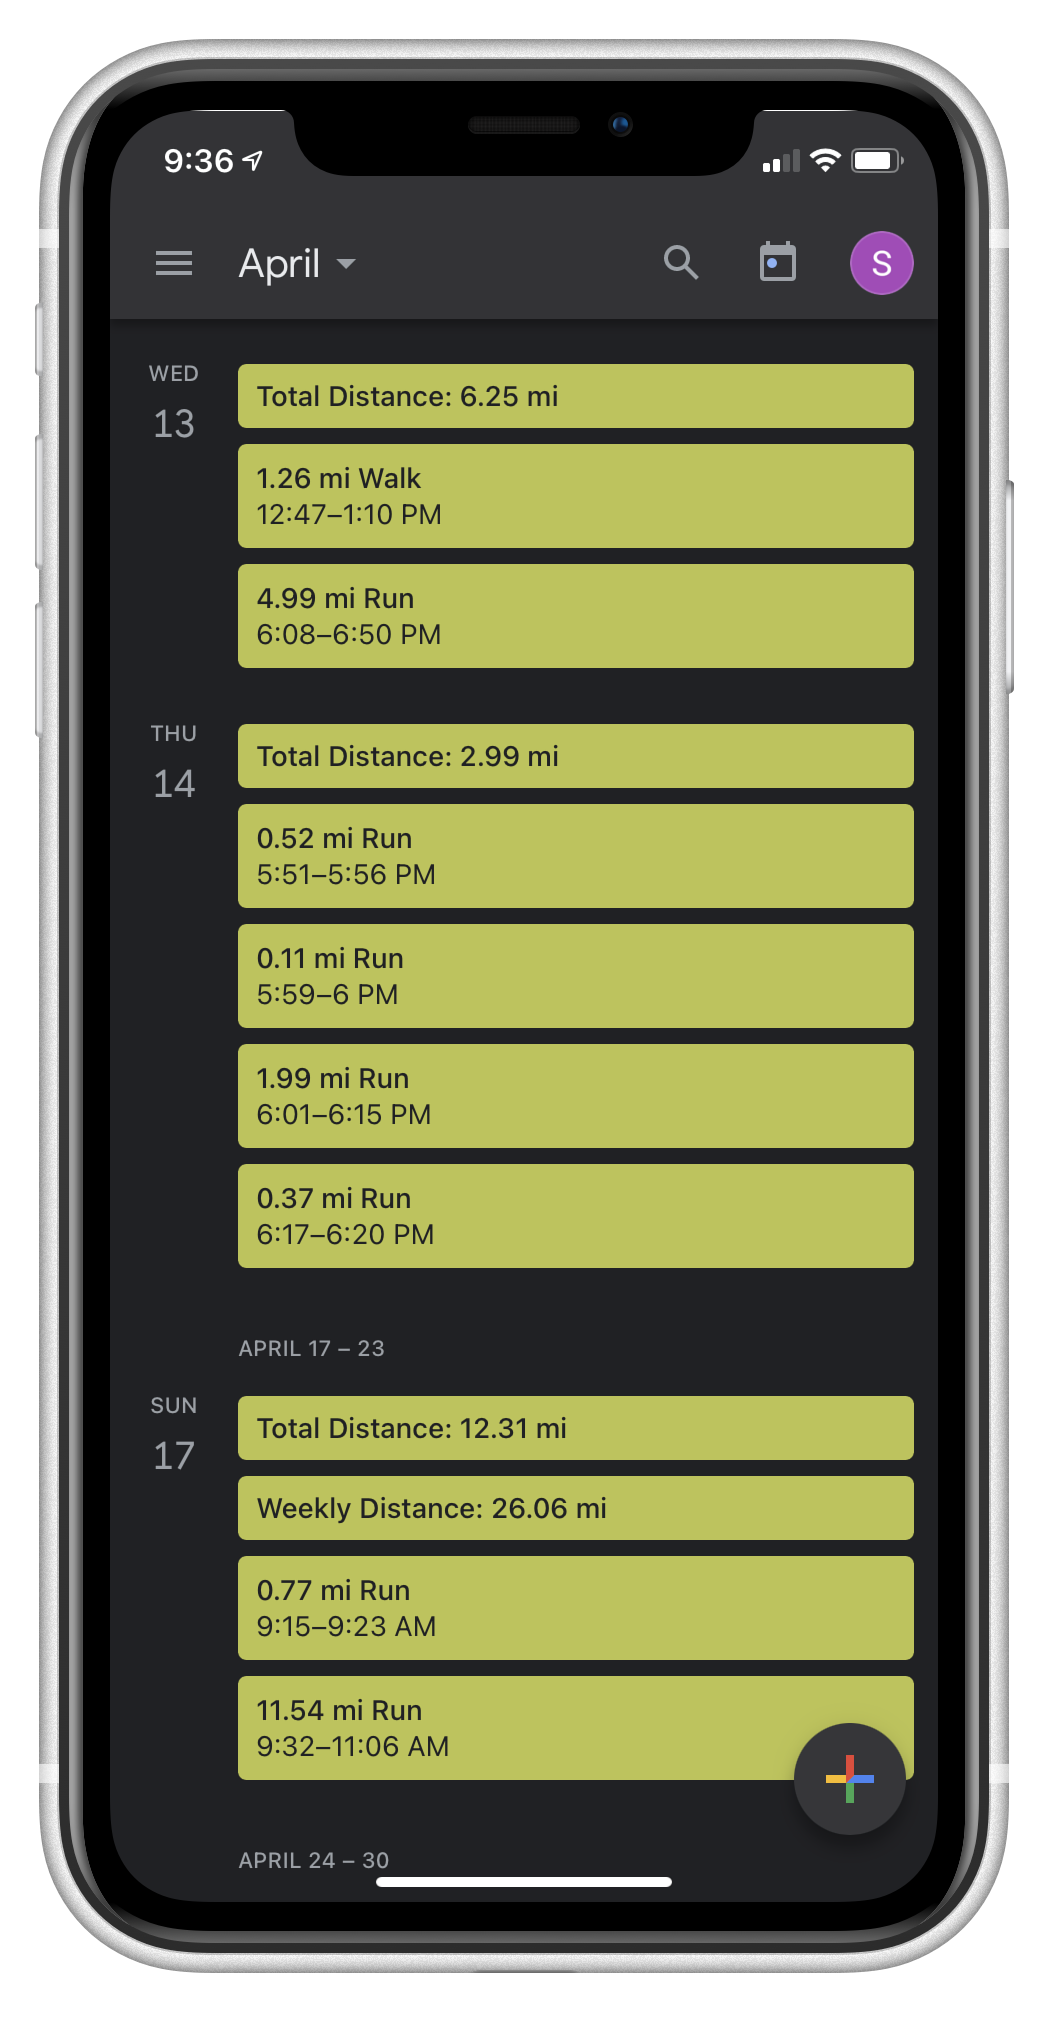 9:36
April
S
WED
13
Total Distance: 6.25 mi
1.26 mi Walk
12:47–1:10 PM
4.99 mi Run
6:08–6:50 PM
THU
14
Total Distance: 2.99 mi
0.52 mi Run
5:51–5:56 PM
0.11 mi Run
5:59–6 PM
1.99 mi Run
6:01–6:15 PM
0.37 mi Run
6:17–6:20 PM
APRIL 17 – 23
SUN
17
Total Distance: 12.31 mi
Weekly Distance: 26.06 mi
0.77 mi Run
9:15–9:23 AM
11.54 mi Run
9:32–11:06 AM
APRIL 24 – 30